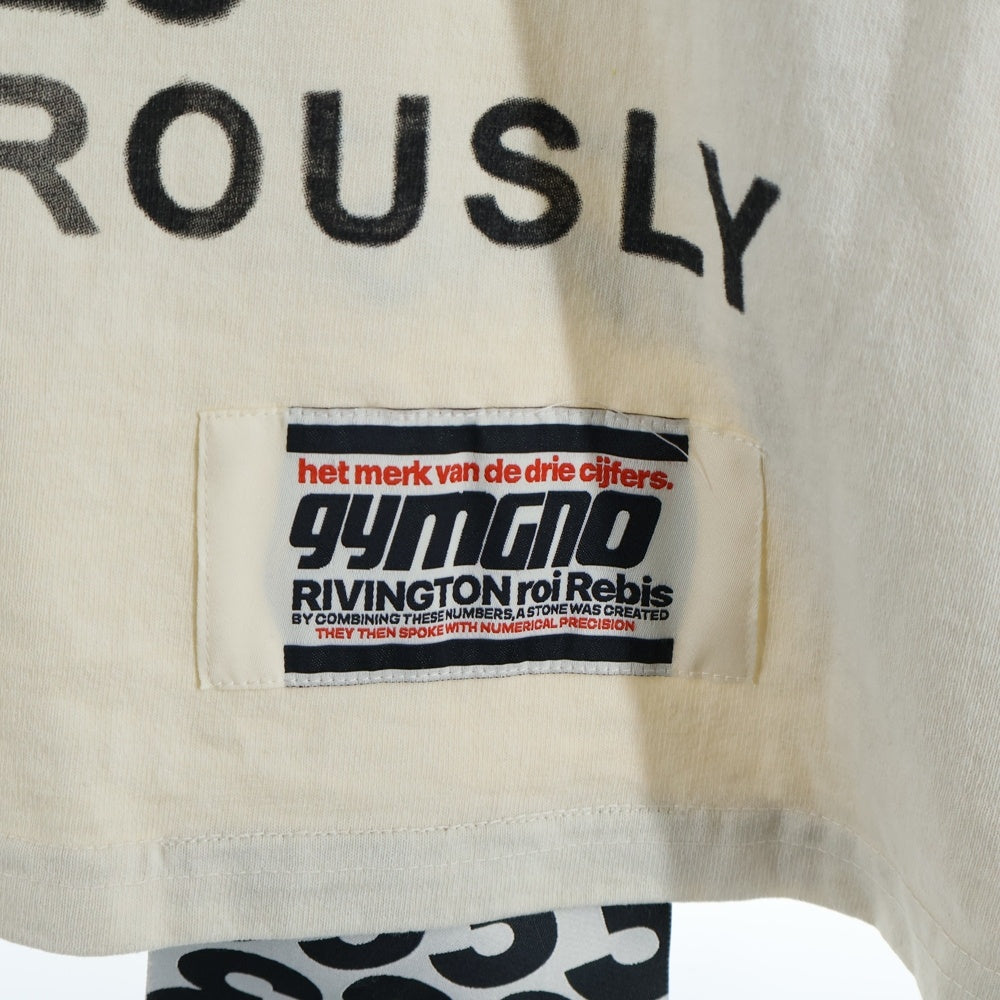 ROUSLY
het merk van de drie cijfers.
gymgno
RIVINGTON roi Rebis
BY COMBINING THESE NUMBERS, A STONE WAS CREATED
THEY THEN SPOKE WITH NUMERICAL PRECISION